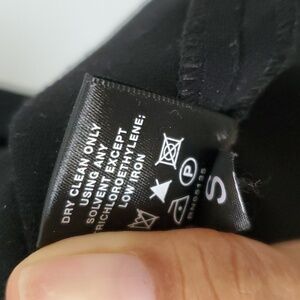 DRY CLEAN ONLY
USING ANY
SOLVENT EXCEPT
TRICHLOROETHYLENE;
LOW IRON
P
S